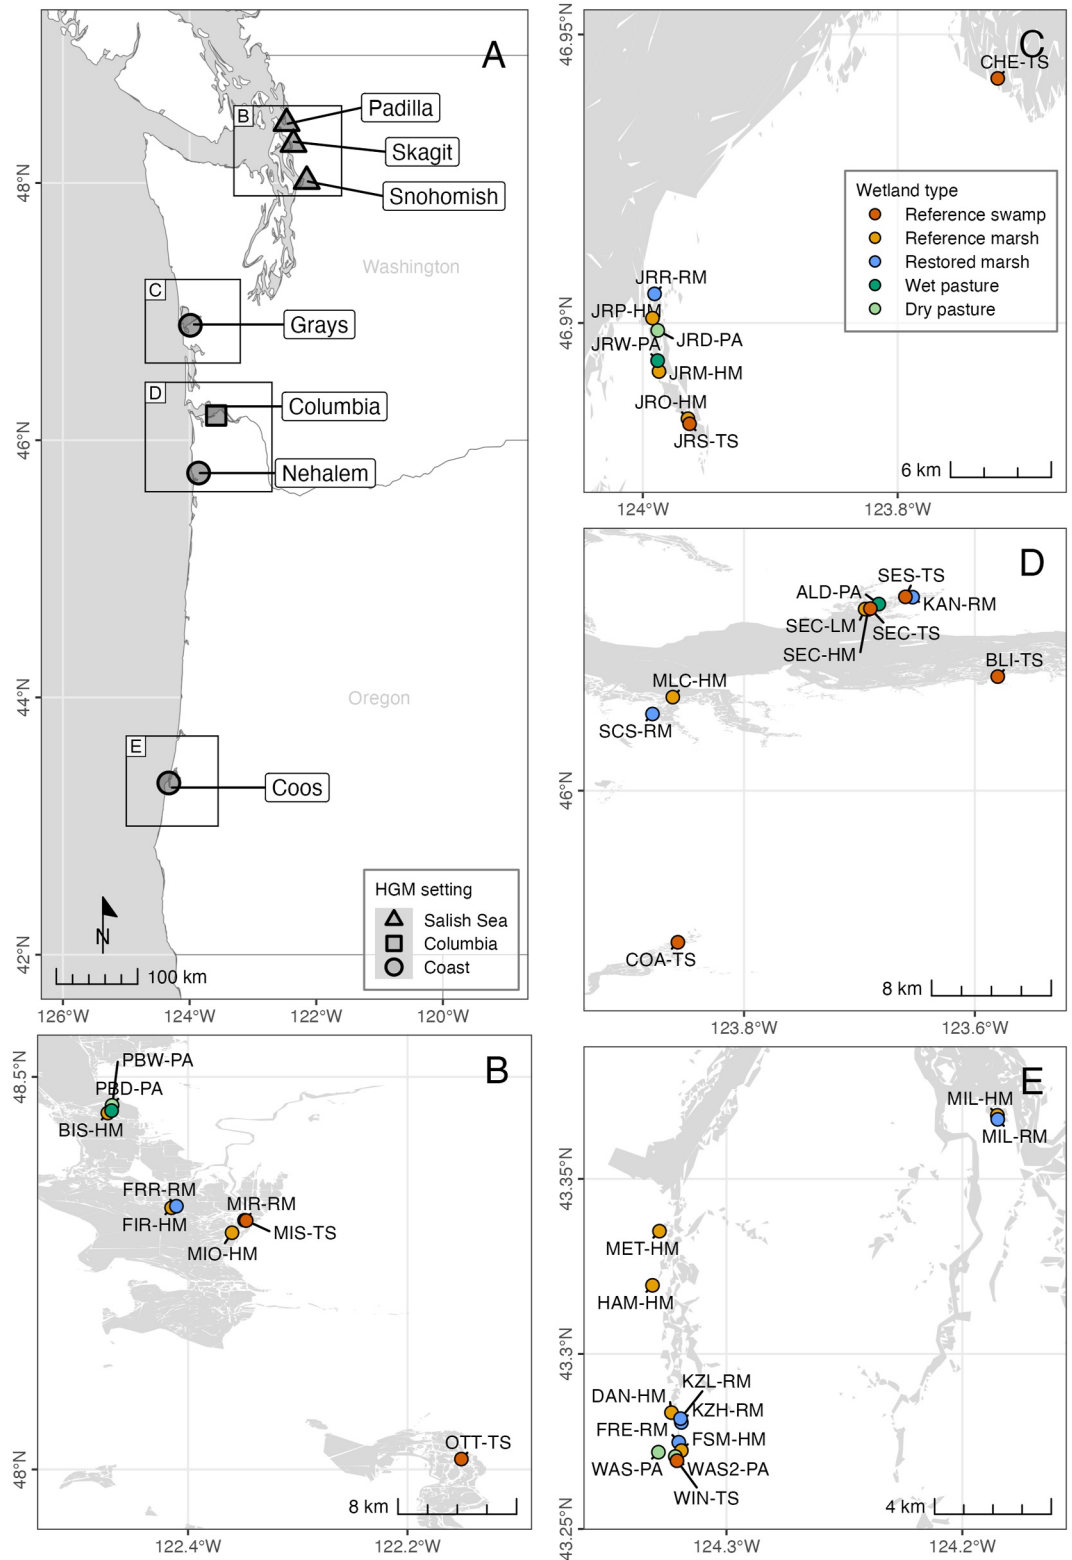 A
B
Padilla
Skagit
Snohomish
48°N
Washington
C
Grays
D
Columbia
46°N
Nehalem
44°N
Oregon
E
Coos
HGM setting
Salish Sea
Columbia
Coast
N
42°N
100 km
126°W
124°W
122°W
120°W
B
PBW-PA
48.5°N
PBD-PA
BIS-HM
FRR-RM
FIR-HM
MIR-RM
MIS-TS
MIO-HM
OTT-TS
48°N
8 km
122.4°W
122.2°W
C
46.95°N
CHE-TS
Wetland type
Reference swamp
Reference marsh
Restored marsh
Wet pasture
Dry pasture
JRR-RM
JRP-HM
46.9°N
JRW-PA
JRD-PA
JRM-HM
JRO-HM
JRS-TS
6 km
124°W
123.8°W
D
SES-TS
ALD-PA
KAN-RM
SEC-LM
SEC-TS
SEC-HM
BLI-TS
MLC-HM
SCS-RM
46°N
COA-TS
8 km
123.8°W
123.6°W
E
MIL-HM
MIL-RM
43.35°N
MET-HM
HAM-HM
43.3°N
KZL-RM
DAN-HM
KZH-RM
FRE-RM
FSM-HM
WAS-PA
WAS2-PA
WIN-TS
4 km
43.25°N
124.3°W
124.2°W